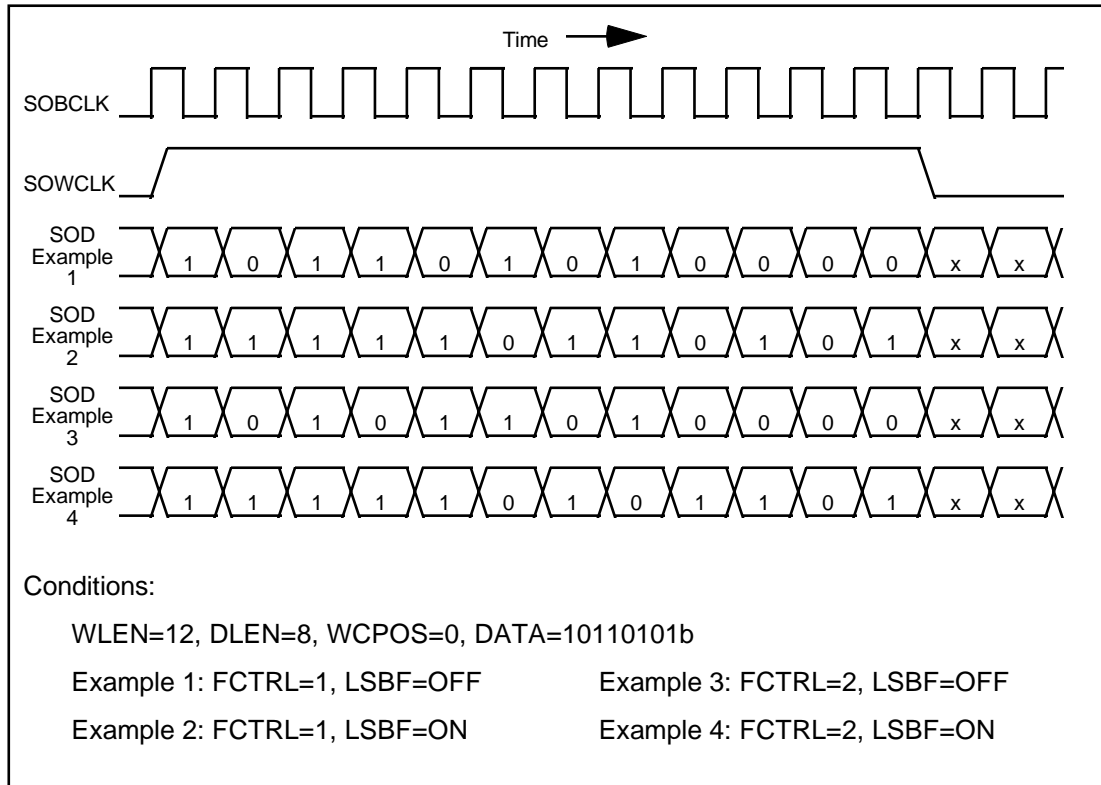 Time
SOBCLK
SOWCLK
SOD
Example
1
1 0 1 1 0 1 0 1 0 0 0 0 x x
SOD
Example
2
1 1 1 1 1 0 1 1 0 1 0 1 x x
SOD
Example
3
1 0 1 0 1 1 0 1 0 0 0 0 x x
SOD
Example
4
1 1 1 1 1 0 1 0 1 1 0 1 x x
Conditions:
WLEN=12, DLEN=8, WCPOS=0, DATA=10110101b
Example 1: FCTRL=1, LSBF=OFF Example 3: FCTRL=2, LSBF=OFF
Example 2: FCTRL=1, LSBF=ON Example 4: FCTRL=2, LSBF=ON